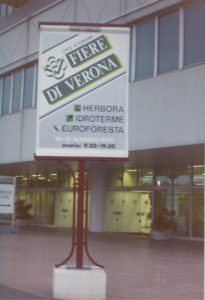 FIERE
DI VERONA
HERBORA
IDROTERME
EUROFORESTA
orario: 9.00-19.00